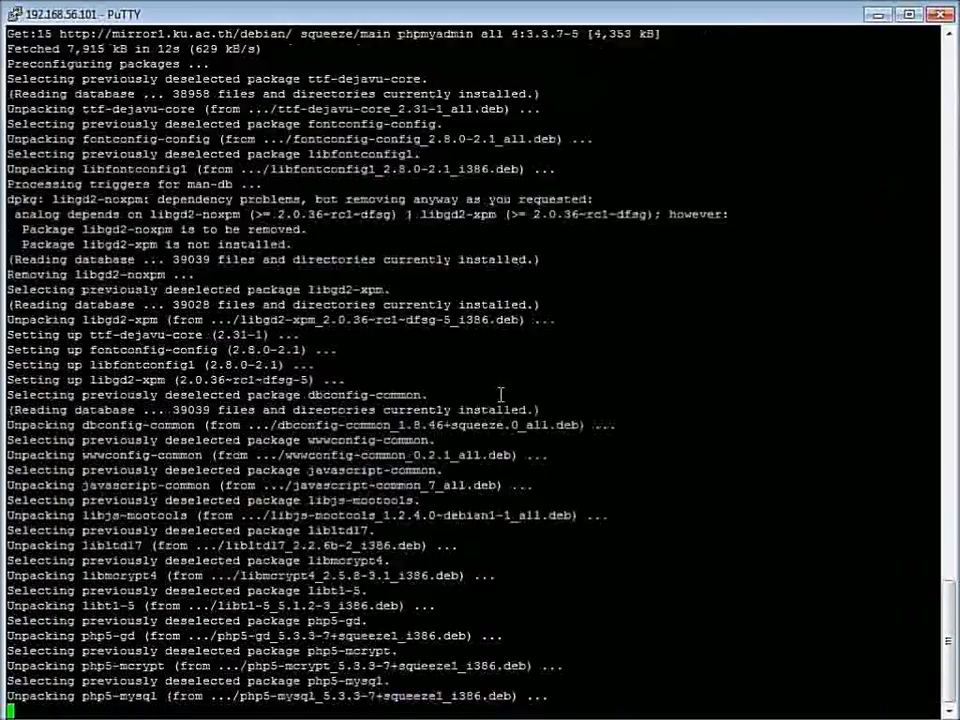 192.168.56.101 - PuTTY
Get:15 http://mirror1.ku.ac.th/debian/ squeeze/main phpmyadmin all 4:3.3.7-5 [4,353 kB]
Fetched 7,915 kB in 12s (629 kB/s)
Preconfiguring packages ...
Selecting previously deselected package ttf-dejavu-core.
(Reading database ... 38958 files and directories currently installed.)
Unpacking ttf-dejavu-core (from .../ttf-dejavu-core_2.31-1_all.deb) ...
Selecting previously deselected package fontconfig-config.
Unpacking fontconfig-config (from .../fontconfig-config_2.8.0-2.1_all.deb) ...
Selecting previously deselected package libfontconfig1.
Unpacking libfontconfig1 (from .../libfontconfig1_2.8.0-2.1_i386.deb) ...
Processing triggers for man-db ...
dpkg: libgd2-noxpm: dependency problems, but removing anyway as you requested:
 analog depends on libgd2-noxpm (>= 2.0.36~rc1~dfsg) | libgd2-xpm (>= 2.0.36~rc1~dfsg); however:
  Package libgd2-noxpm is to be removed.
  Package libgd2-xpm is not installed.
(Reading database ... 39039 files and directories currently installed.)
Removing libgd2-noxpm ...
Selecting previously deselected package libgd2-xpm.
(Reading database ... 39028 files and directories currently installed.)
Unpacking libgd2-xpm (from .../libgd2-xpm_2.0.36~rc1~dfsg-5_i386.deb) ...
Setting up ttf-dejavu-core (2.31-1) ...
Setting up fontconfig-config (2.8.0-2.1) ...
Setting up libfontconfig1 (2.8.0-2.1) ...
Setting up libgd2-xpm (2.0.36~rc1~dfsg-5) ...
Selecting previously deselected package dbconfig-common.
(Reading database ... 39039 files and directories currently installed.)
Unpacking dbconfig-common (from .../dbconfig-common_1.8.46+squeeze.0_all.deb) ...
Selecting previously deselected package wwwconfig-common.
Unpacking wwwconfig-common (from .../wwwconfig-common_0.2.1_all.deb) ...
Selecting previously deselected package javascript-common.
Unpacking javascript-common (from .../javascript-common_7_all.deb) ...
Selecting previously deselected package libjs-mootools.
Unpacking libjs-mootools (from .../libjs-mootools_1.2.4.0~debian1-1_all.deb) ...
Selecting previously deselected package libltdl7.
Unpacking libltdl7 (from .../libltdl7_2.2.6b-2_i386.deb) ...
Selecting previously deselected package libmcrypt4.
Unpacking libmcrypt4 (from .../libmcrypt4_2.5.8-3.1_i386.deb) ...
Selecting previously deselected package libt1-5.
Unpacking libt1-5 (from .../libt1-5_5.1.2-3_i386.deb) ...
Selecting previously deselected package php5-gd.
Unpacking php5-gd (from .../php5-gd_5.3.3-7+squeeze1_i386.deb) ...
Selecting previously deselected package php5-mcrypt.
Unpacking php5-mcrypt (from .../php5-mcrypt_5.3.3-7+squeeze1_i386.deb) ...
Selecting previously deselected package php5-mysql.
Unpacking php5-mysql (from .../php5-mysql_5.3.3-7+squeeze1_i386.deb) ...